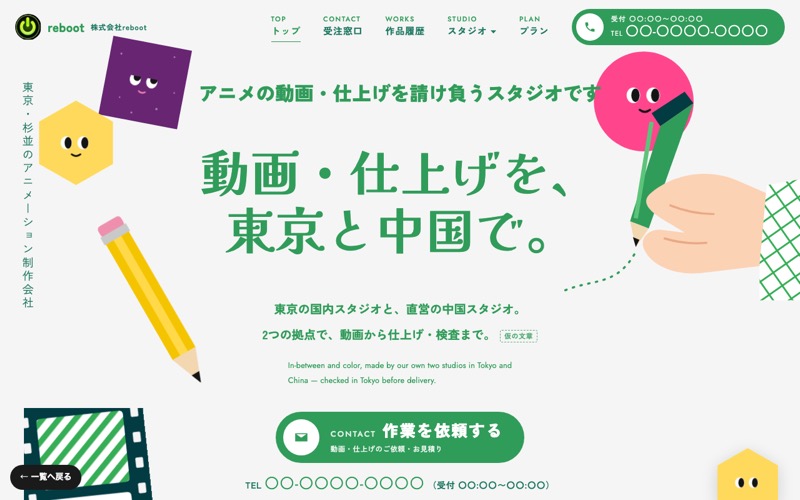 reboot 株式会社reboot
TOP
トップ
CONTACT
受注窓口
WORKS
作品履歴
STUDIO
スタジオ
PLAN
プラン
受付 〇〇:〇〇〜〇〇:〇〇
TEL 〇〇-〇〇〇〇-〇〇〇〇
東京・杉並のアニメーション制作会社
アニメの動画・仕上げを請け負うスタジオです
動画・仕上げを、
東京と中国で。
東京の国内スタジオと、直営の中国スタジオ。
2つの拠点で、動画から仕上げ・検査まで。 仮の文章
In-between and color, made by our own two studios in Tokyo and
China — checked in Tokyo before delivery.
CONTACT 作業を依頼する
動画・仕上げのご依頼・お見積り
TEL 〇〇-〇〇〇〇-〇〇〇〇 (受付 〇〇:〇〇〜〇〇:〇〇)
← 一覧へ戻る